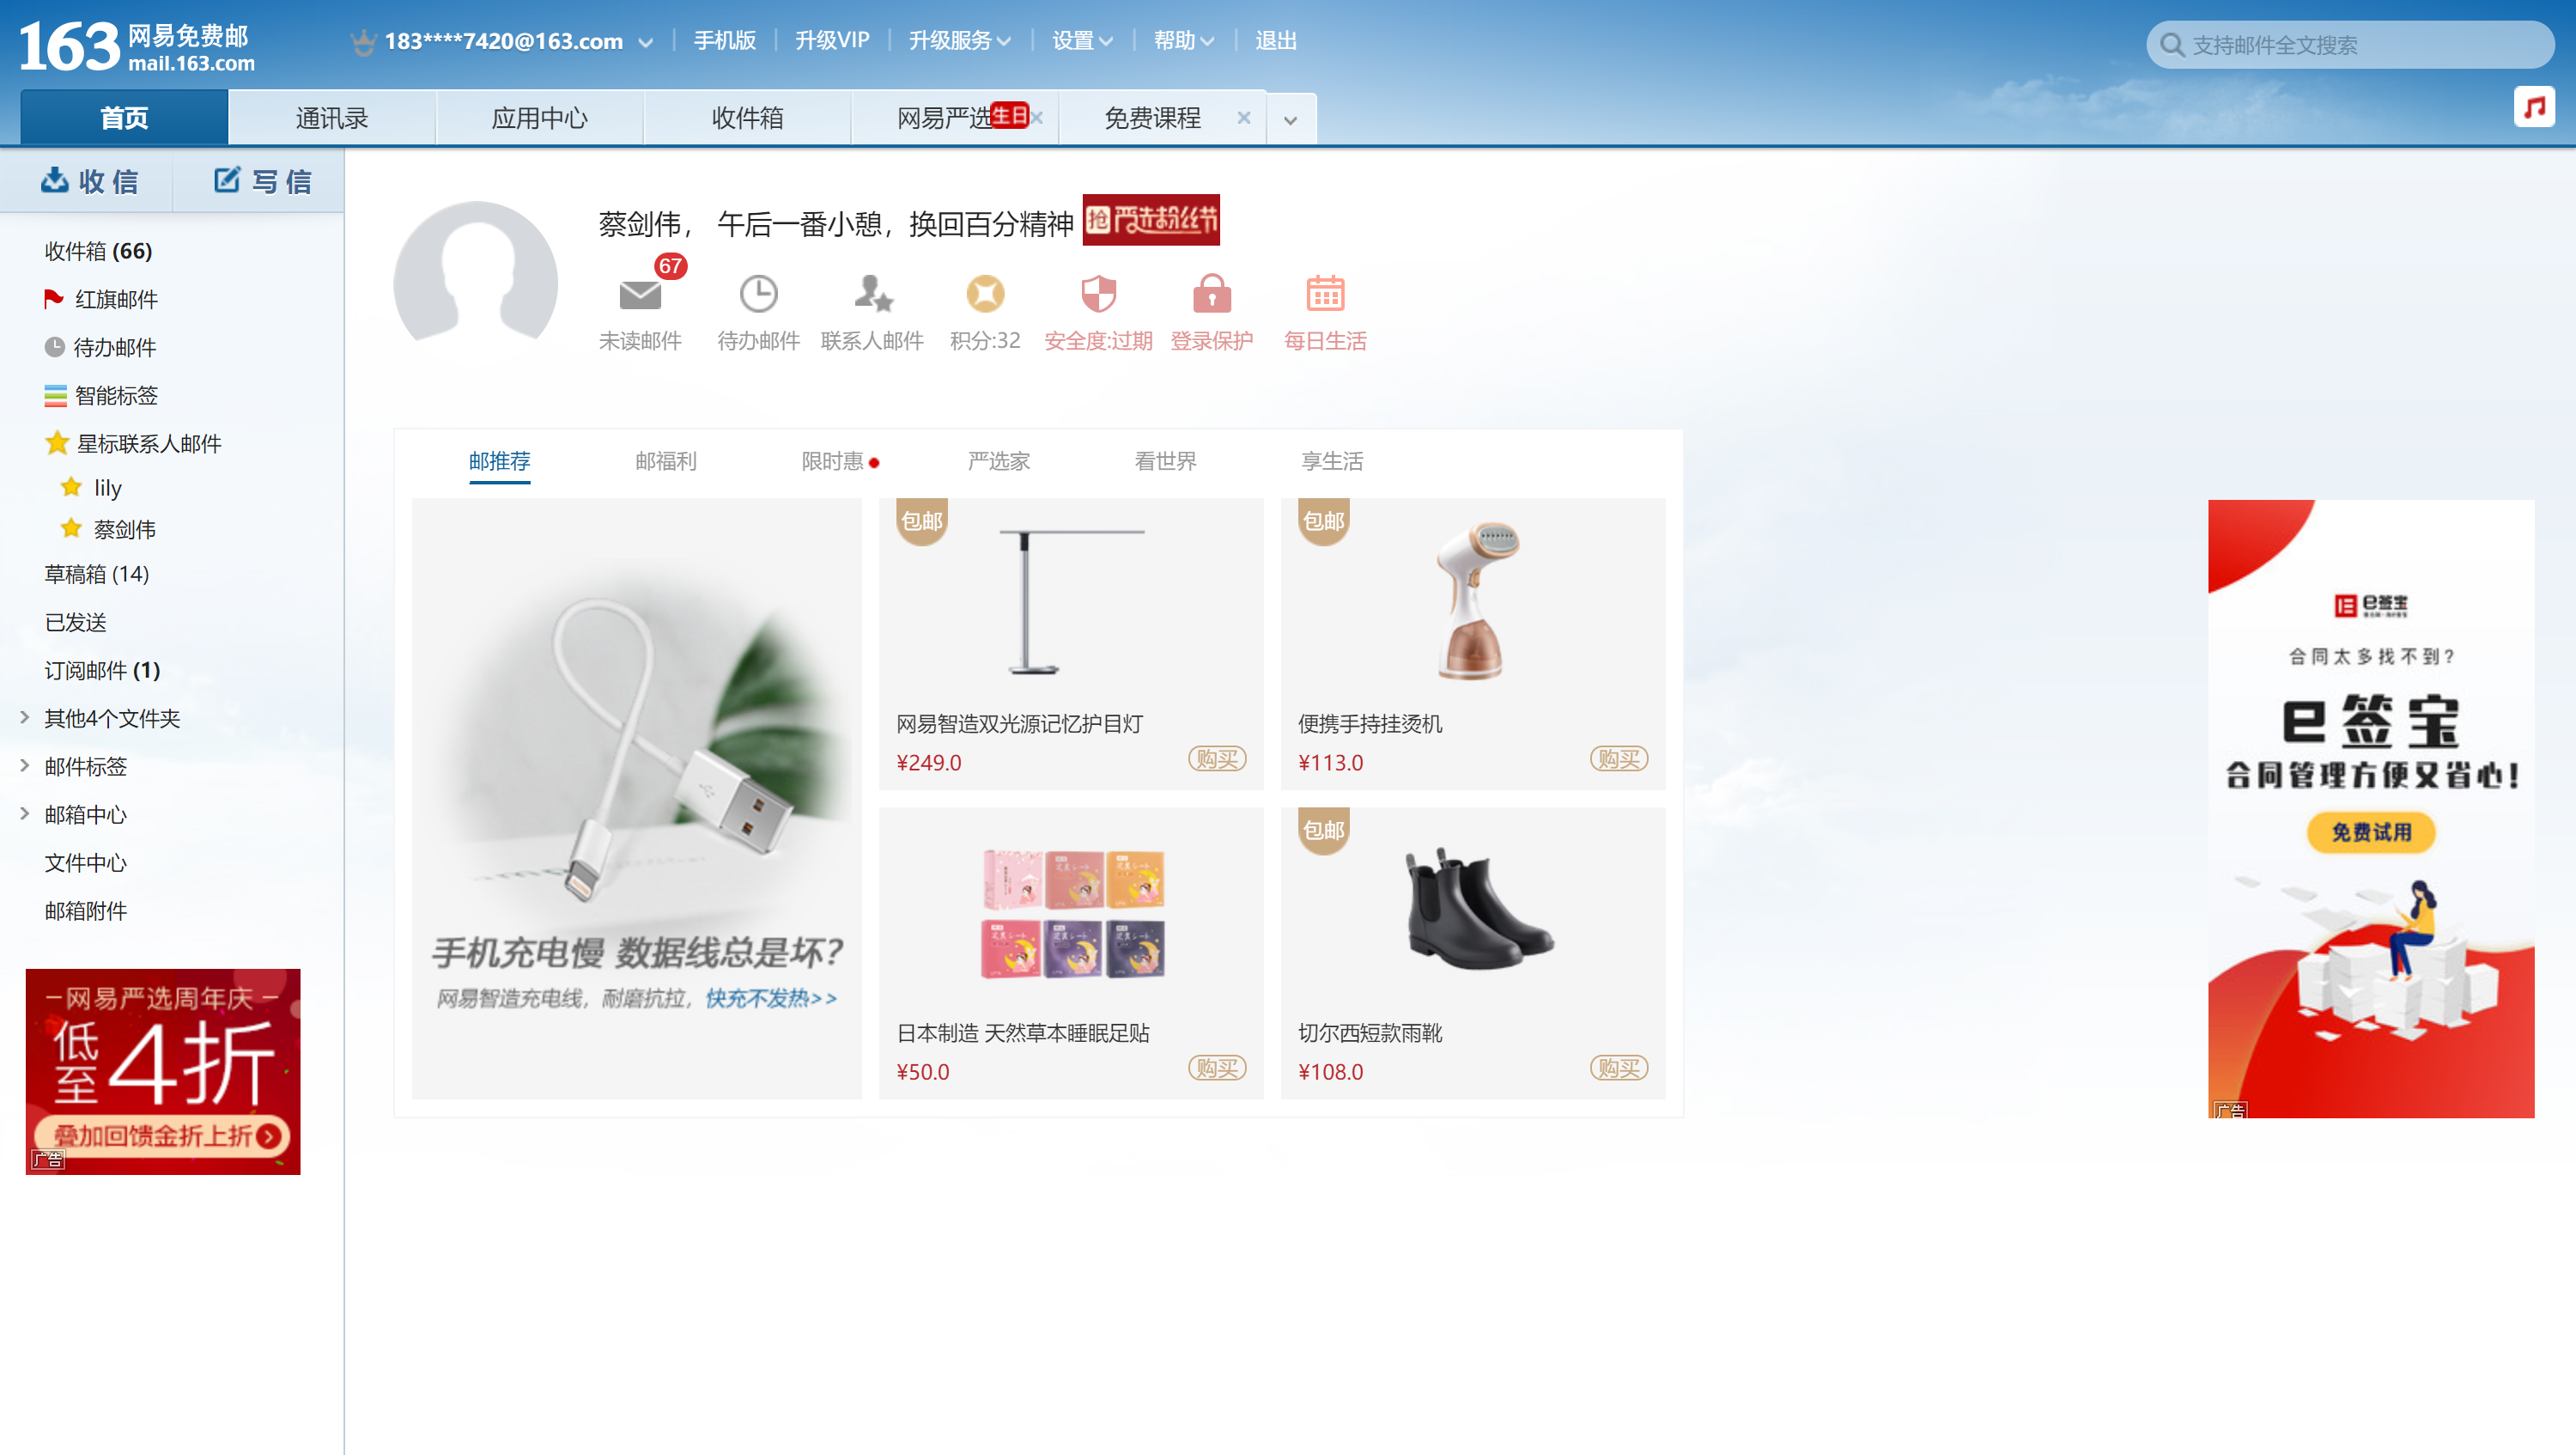 163 网易免费邮
mail.163.com
183****7420@163.com
手机版
升级VIP
升级服务
设置
帮助
退出
支持邮件全文搜索
首页
通讯录
应用中心
收件箱
网易严选
生日
免费课程
收信
写信
收件箱 (66)
红旗邮件
待办邮件
智能标签
星标联系人邮件
lily
蔡剑伟
草稿箱 (14)
已发送
订阅邮件 (1)
其他4个文件夹
邮件标签
邮箱中心
文件中心
邮箱附件
网易严选周年庆
低至4折
叠加回馈金折上折
广告
蔡剑伟， 午后一番小憩，换回百分精神
抢 严选粉丝节
67
未读邮件
待办邮件
联系人邮件
积分:32
安全度:过期
登录保护
每日生活
邮推荐
邮福利
限时惠
严选家
看世界
享生活
手机充电慢 数据线总是坏?
网易智造充电线，耐磨抗拉，快充不发热>>
包邮
网易智造双光源记忆护目灯
¥249.0
购买
包邮
便携手持挂烫机
¥113.0
购买
日本制造 天然草本睡眠足贴
¥50.0
购买
包邮
切尔西短款雨靴
¥108.0
购买
e签宝
合同太多找不到?
e签宝
合同管理方便又省心!
免费试用
广告